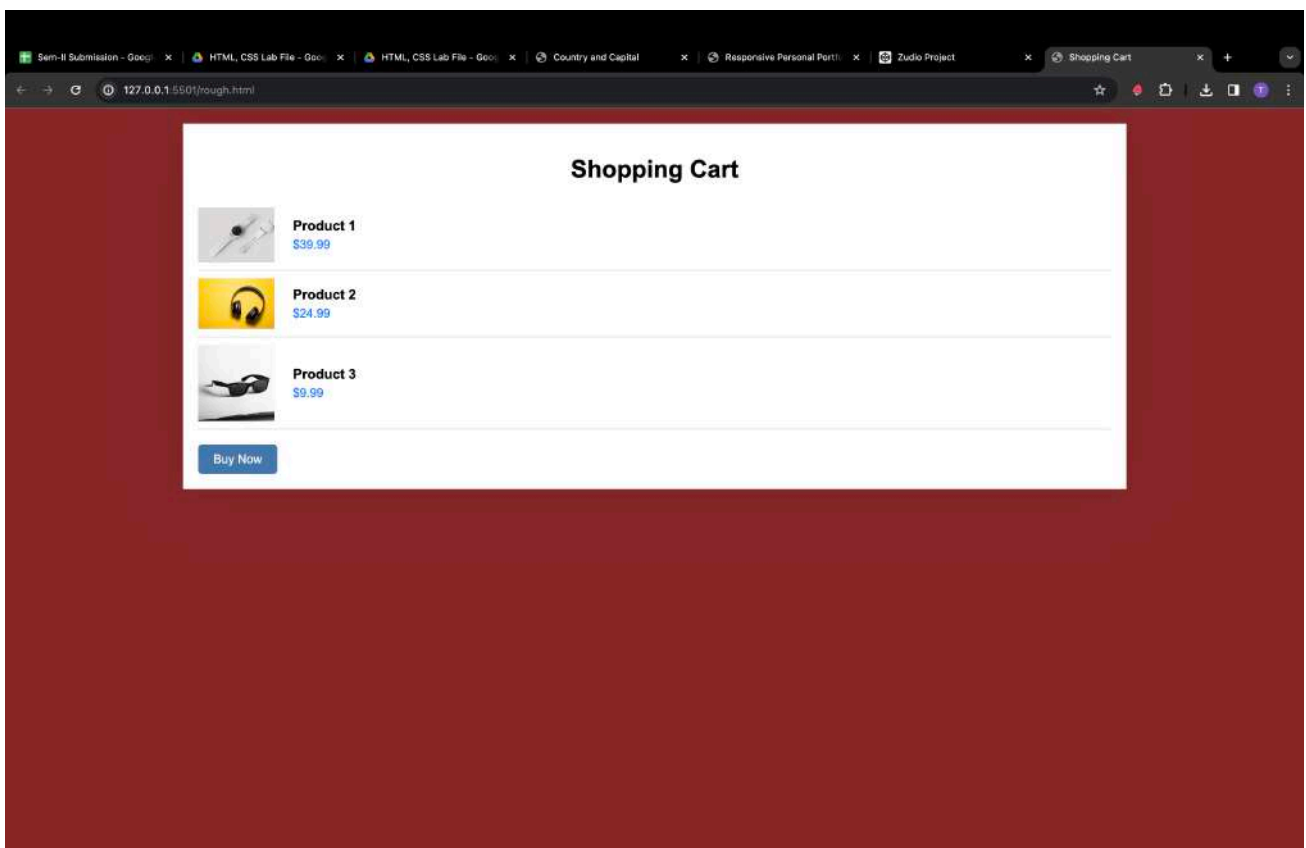 Sem-II Submission - Googl
HTML, CSS Lab File - Goog
HTML, CSS Lab File - Goog
Country and Capital
Responsive Personal Portfo
Zudio Project
Shopping Cart
127.0.0.1:5501/rough.html
T
Shopping Cart
Product 1
$39.99
Product 2
$24.99
Product 3
$9.99
Buy Now